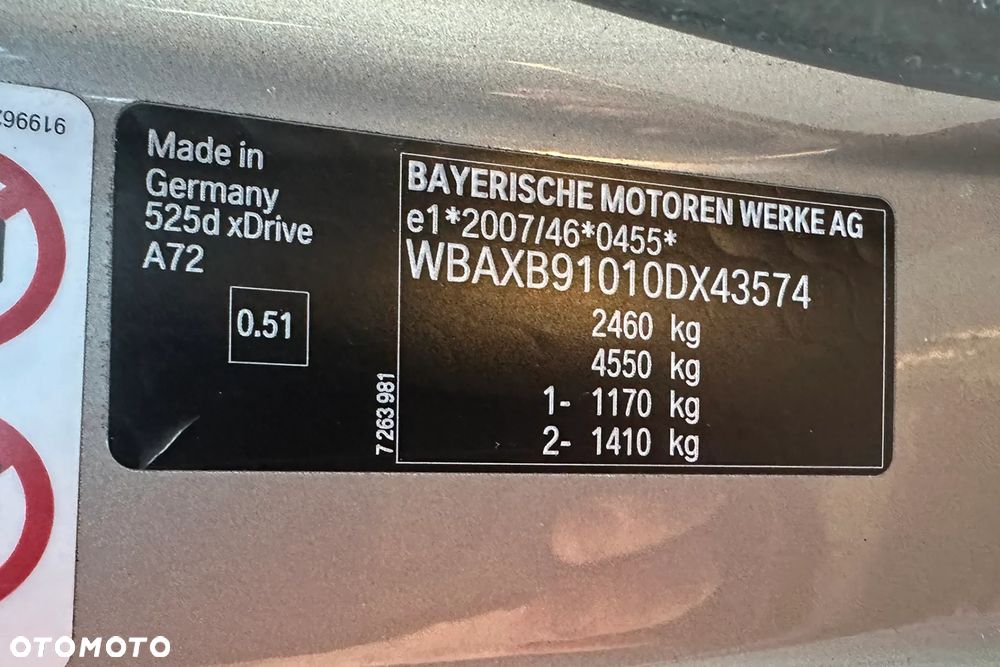 919962
Made in
Germany
525d xDrive
A72
0.51
7 263 981
BAYERISCHE MOTOREN WERKE AG
e1*2007/46*0455*
WBAXB91010DX43574
2460 kg
4550 kg
1- 1170 kg
2- 1410 kg
OTOMOTO